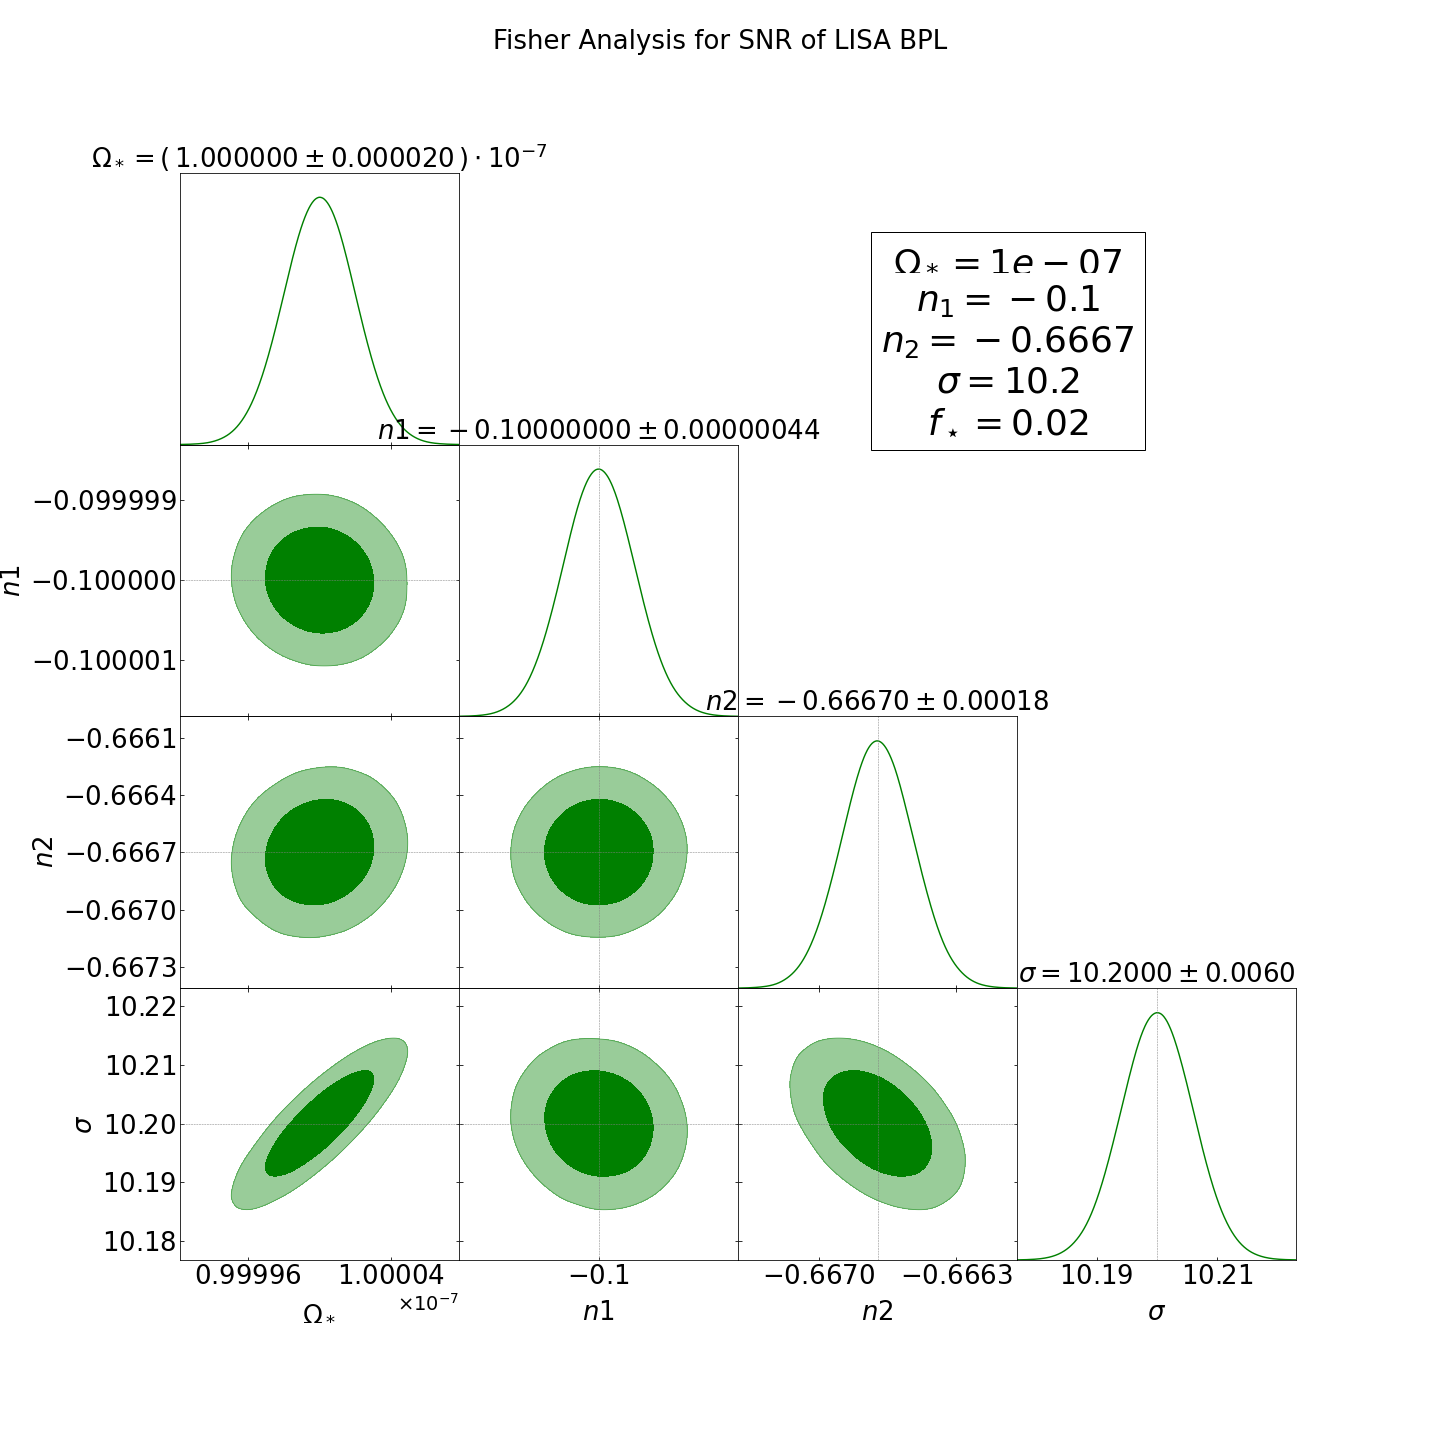 Fisher Analysis for SNR of LISA BPL
Ω* = ( 1.000000 ± 0.000020 ) · 10⁻⁷
Ω* = 1e − 07
n₁ = −0.1
n₂ = −0.6667
σ = 10.2
f⋆ = 0.02
n1 = −0.10000000 ± 0.00000044
−0.099999
−0.100000
−0.100001
n1
n2 = −0.66670 ± 0.00018
−0.6661
−0.6664
−0.6667
−0.6670
−0.6673
n2
σ = 10.2000 ± 0.0060
10.22
10.21
10.20
10.19
10.18
σ
0.99996 1.00004 −0.1 −0.6670 −0.6663 10.19 10.21
×10⁻⁷
Ω* n1 n2 σ